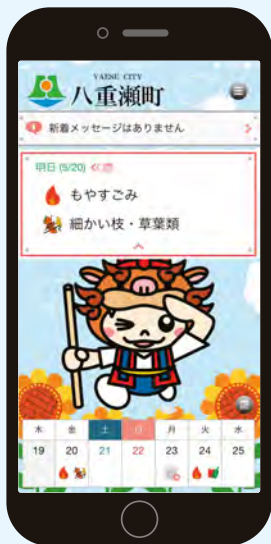 YAESE CITY
八重瀬町
新着メッセージはありません
明日 (5/20)
もやすごみ
細かい枝・草葉類
木 金 土 日 月 火 水
19 20 21 22 23 24 25